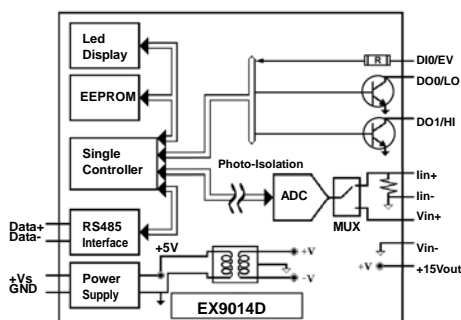 Led
Display
EEPROM
Single
Controller
RS485
Interface
Power
Supply
Data+
Data-
+Vs
GND
+5V
Photo-Isolation
ADC
MUX
R
DI0/EV
DO0/LO
DO1/HI
Iin+
Iin-
Vin+
Vin-
+15Vout
+V
-V
+V
EX9014D